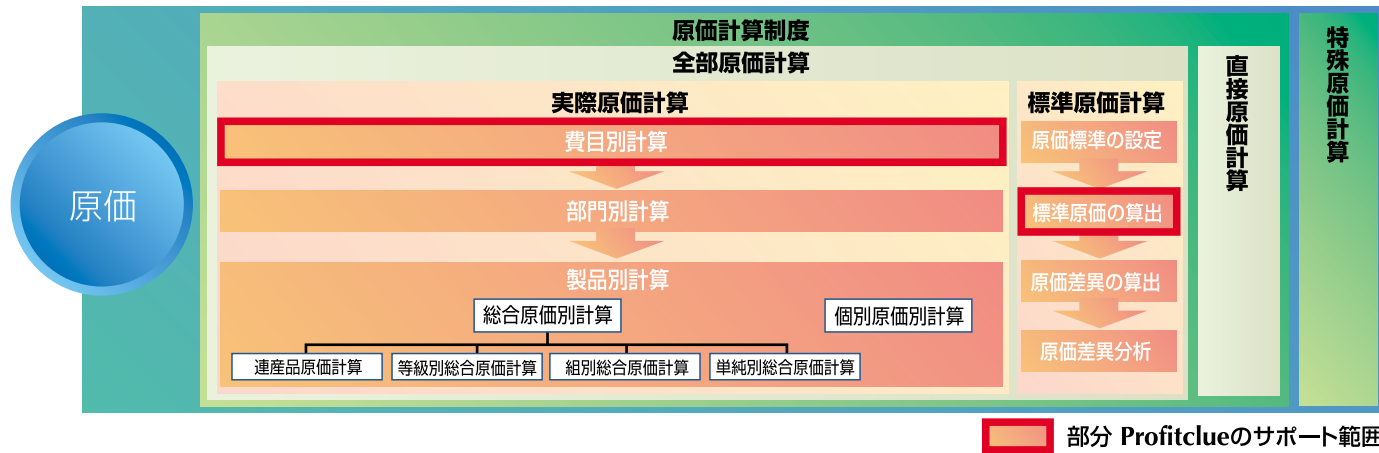 原価
原価計算制度
全部原価計算
実際原価計算
費目別計算
部門別計算
製品別計算
総合原価別計算
個別原価別計算
連産品原価計算
等級別総合原価計算
組別総合原価計算
単純別総合原価計算
標準原価計算
原価標準の設定
標準原価の算出
原価差異の算出
原価差異分析
直接原価計算
特殊原価計算
部分 Profitclueのサポート範囲